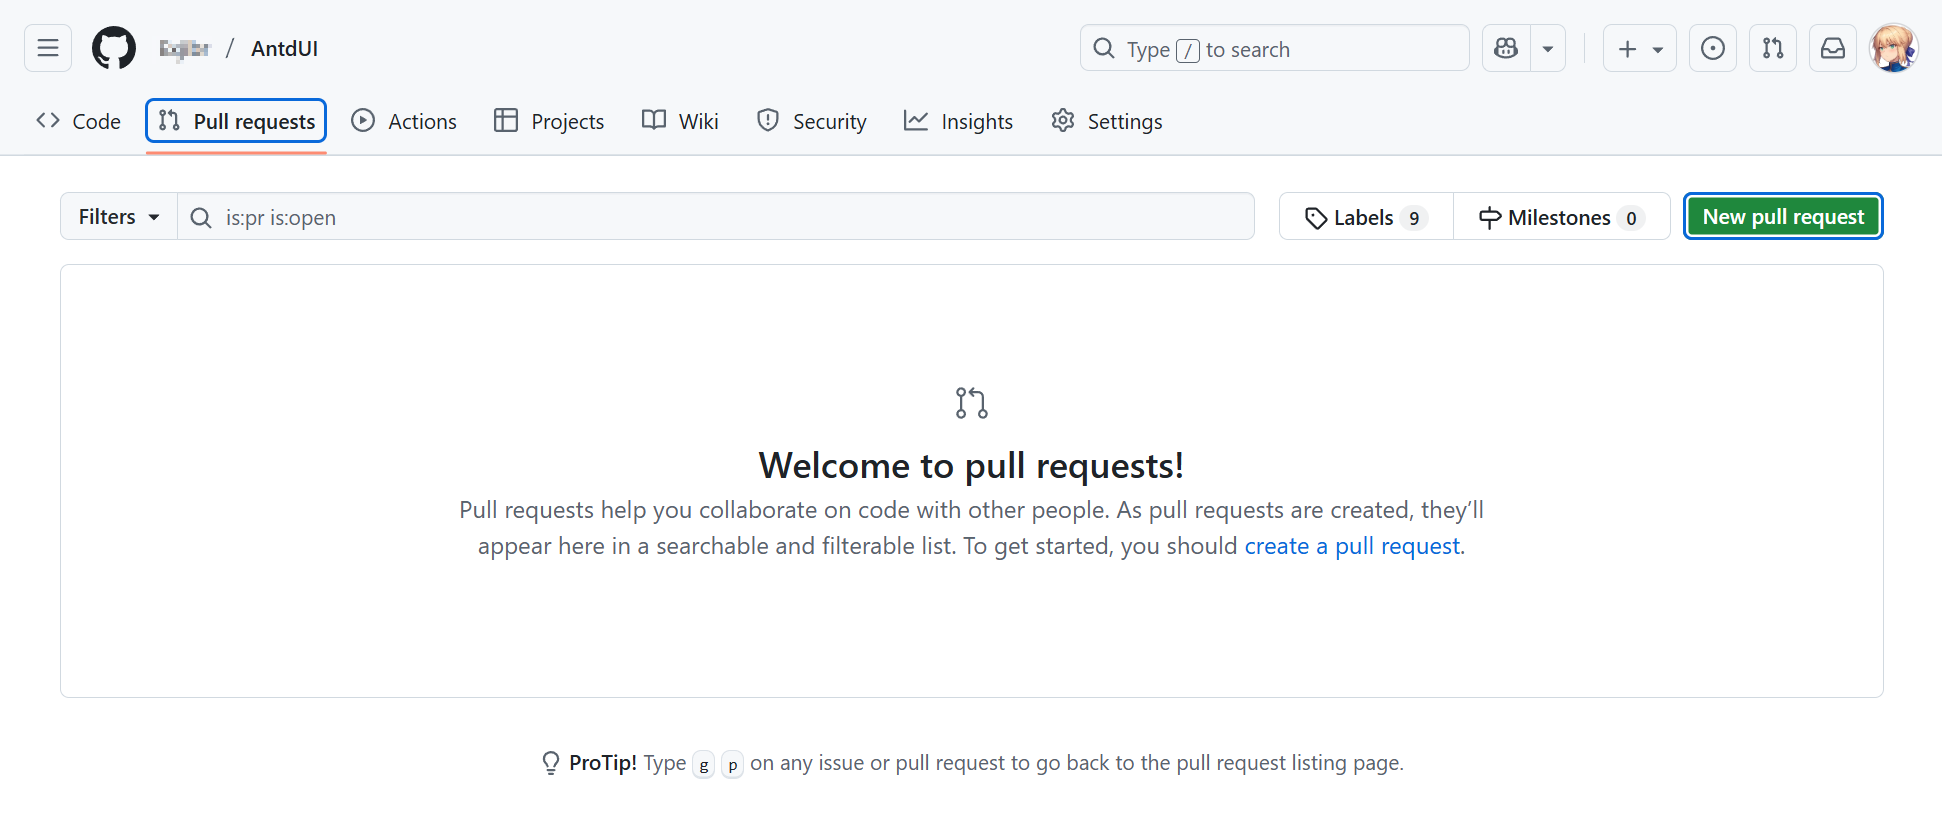 / AntdUI
Type / to search
Code Pull requests Actions Projects Wiki Security Insights Settings
Filters is:pr is:open Labels 9 Milestones 0 New pull request
Welcome to pull requests!
Pull requests help you collaborate on code with other people. As pull requests are created, they’ll
appear here in a searchable and filterable list. To get started, you should create a pull request.
ProTip! Type g p on any issue or pull request to go back to the pull request listing page.